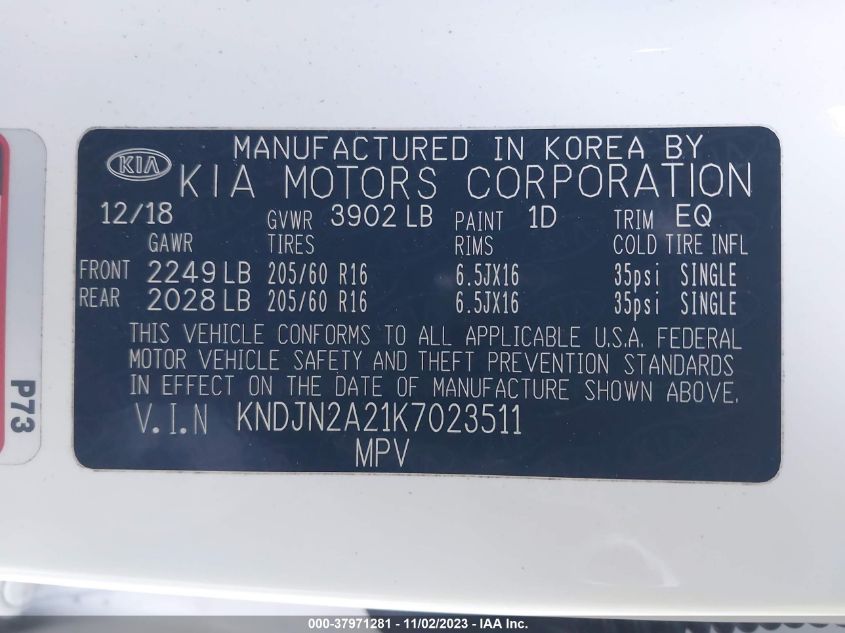 MANUFACTURED IN KOREA BY
KIA KIA MOTORS CORPORATION
12/18 GVWR 3902 LB PAINT 1D TRIM EQ
GAWR TIRES RIMS COLD TIRE INFL
FRONT 2249 LB 205/60 R16 6.5JX16 35psi SINGLE
REAR 2028 LB 205/60 R16 6.5JX16 35psi SINGLE
THIS VEHICLE CONFORMS TO ALL APPLICABLE U.S.A. FEDERAL
MOTOR VEHICLE SAFETY AND THEFT PREVENTION STANDARDS
IN EFFECT ON THE DATE OF MANUFACTURE SHOWN ABOVE.
V.I.N KNDJN2A21K7023511
MPV
P73
000-37971281 - 11/02/2023 - IAA Inc.